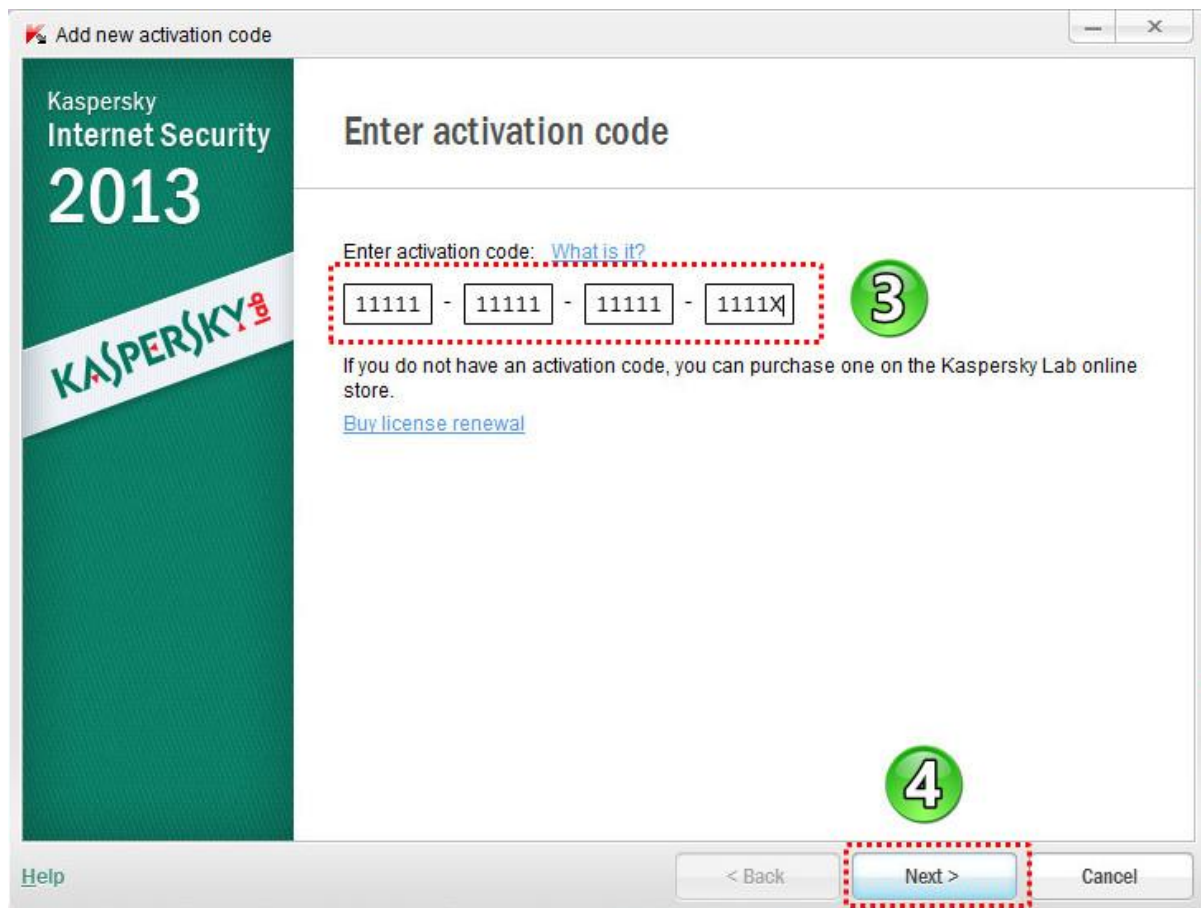 Add new activation code
Kaspersky
Internet Security
2013
KASPERSKY lab
Enter activation code
Enter activation code: What is it?
11111 - 11111 - 11111 - 1111X
3
If you do not have an activation code, you can purchase one on the Kaspersky Lab online
store.
Buy license renewal
4
Help
< Back
Next >
Cancel